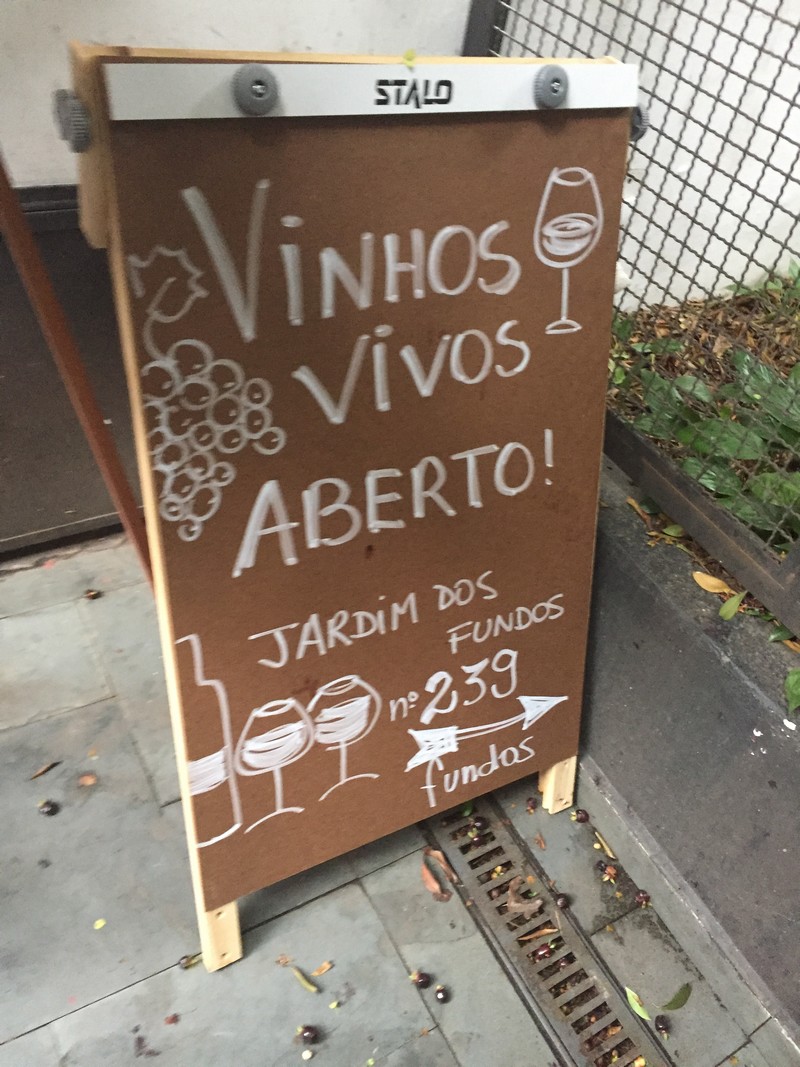 STALO
VINHOS
VIVOS
ABERTO!
JARDIM DOS
FUNDOS
nº 239
fundos